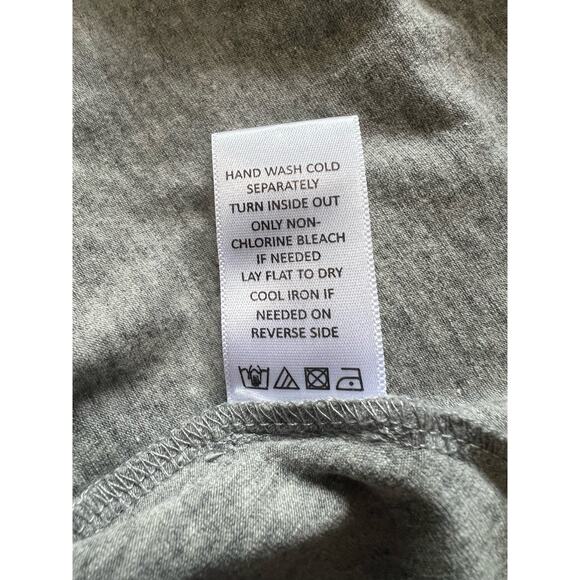 HAND WASH COLD
SEPARATELY
TURN INSIDE OUT
ONLY NON-
CHLORINE BLEACH
IF NEEDED
LAY FLAT TO DRY
COOL IRON IF
NEEDED ON
REVERSE SIDE